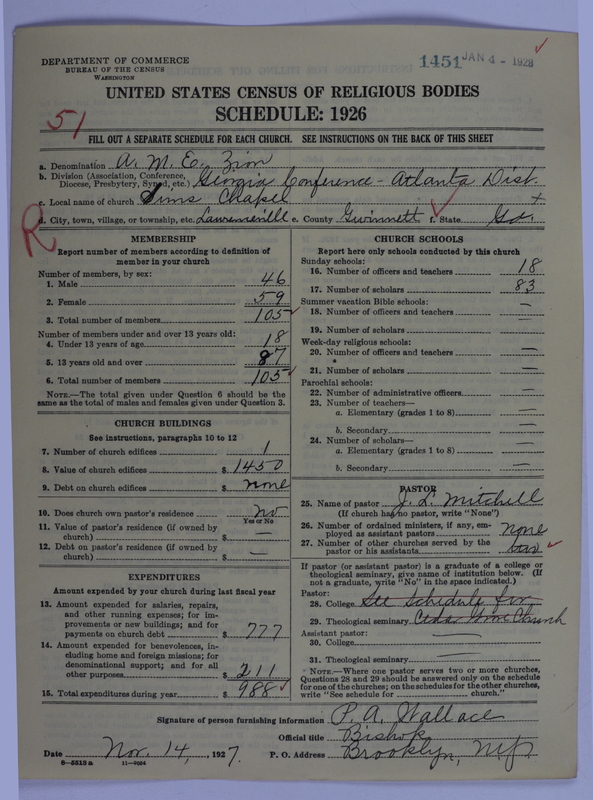 DEPARTMENT OF COMMERCE
BUREAU OF THE CENSUS
WASHINGTON
1451 JAN 4 - 1928
UNITED STATES CENSUS OF RELIGIOUS BODIES
SCHEDULE: 1926
51
FILL OUT A SEPARATE SCHEDULE FOR EACH CHURCH. SEE INSTRUCTIONS ON THE BACK OF THIS SHEET
a. Denomination A. M. E. Zion
b. Division (Association, Conference, Diocese, Presbytery, Synod, etc.) Georgia Conference - Atlanta Dist.
c. Local name of church Sims Chapel
d. City, town, village, or township, etc. Lawrenceville e. County Gwinnett f. State Ga.
R
MEMBERSHIP
Report number of members according to definition of
member in your church
Number of members, by sex:
1. Male 46
2. Female 59
3. Total number of members 105
Number of members under and over 13 years old:
4. Under 13 years of age 18
5. 13 years old and over 87
6. Total number of members 105
NOTE.—The total given under Question 6 should be the
same as the total of males and females given under Question 3.
CHURCH BUILDINGS
See instructions, paragraphs 10 to 12
7. Number of church edifices 1
8. Value of church edifices $ 1450
9. Debt on church edifices $ none
10. Does church own pastor's residence no
Yes or No
11. Value of pastor's residence (if owned by
church) $ —
12. Debt on pastor's residence (if owned by
church) $ —
EXPENDITURES
Amount expended by your church during last fiscal year
13. Amount expended for salaries, repairs,
and other running expenses; for im-
provements or new buildings; and for
payments on church debt $ 777
14. Amount expended for benevolences, in-
cluding home and foreign missions; for
denominational support; and for all
other purposes $ 211
15. Total expenditures during year $ 988
CHURCH SCHOOLS
Report here only schools conducted by this church
Sunday schools:
16. Number of officers and teachers 18
17. Number of scholars 83
Summer vacation Bible schools:
18. Number of officers and teachers —
19. Number of scholars —
Week-day religious schools:
20. Number of officers and teachers —
21. Number of scholars —
Parochial schools:
22. Number of administrative officers —
23. Number of teachers—
a. Elementary (grades 1 to 8) —
b. Secondary —
24. Number of scholars—
a. Elementary (grades 1 to 8) —
b. Secondary —
PASTOR
25. Name of pastor J. L. Mitchell
(If church has no pastor, write "None")
26. Number of ordained ministers, if any, em-
ployed as assistant pastors none
27. Number of other churches served by the
pastor or his assistants two
If pastor (or assistant pastor) is a graduate of a college or
theological seminary, give name of institution below. (If
not a graduate, write "No" in the space indicated.)
Pastor:
28. College See Schedule for
29. Theological seminary Church
Assistant pastor:
30. College —
31. Theological seminary —
NOTE.—Where one pastor serves two or more churches,
Questions 28 and 29 should be answered only on the schedule
for one of the churches; on the schedules for the other churches,
write "See schedule for church."
Signature of person furnishing information P. A. Wallace
Official title Bishop
Date Nov. 14, 1927. P. O. Address Brooklyn, N.Y.
8-5513 a 11-9084